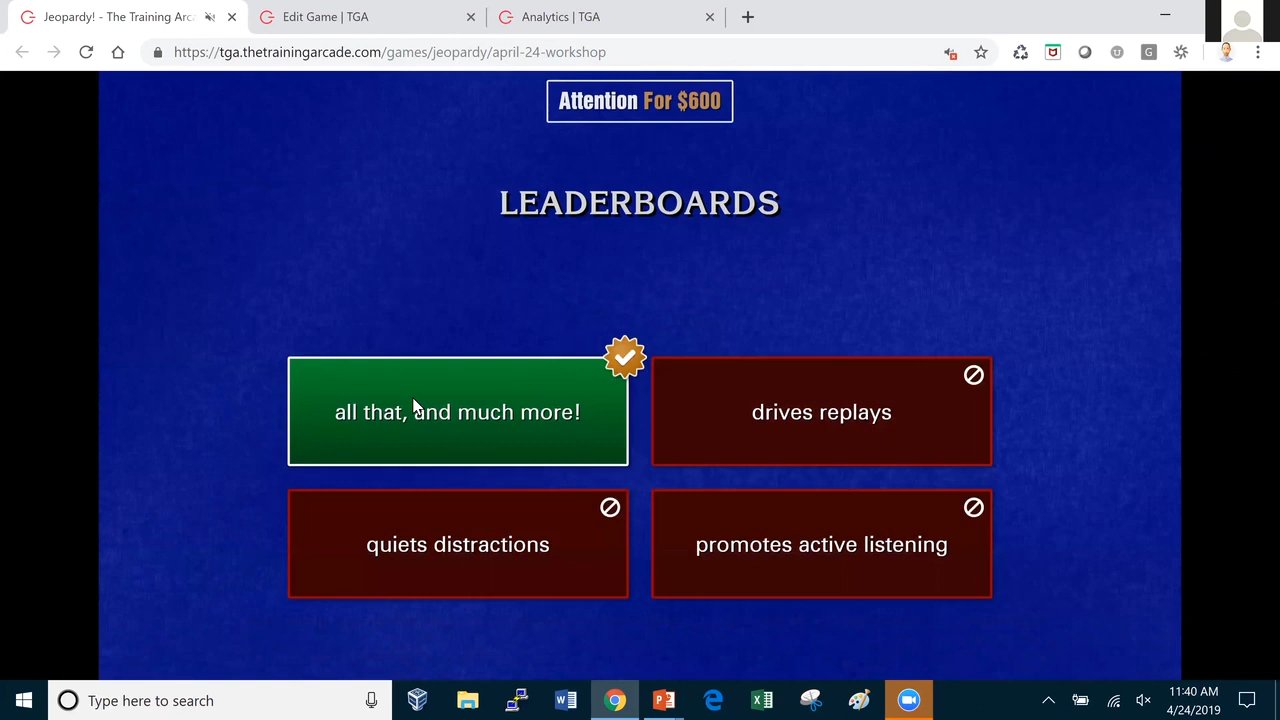 Jeopardy! - The Training Arc
Edit Game | TGA
Analytics | TGA
https://tga.thetrainingarcade.com/games/jeopardy/april-24-workshop
Attention For $600
LEADERBOARDS
all that, and much more!
drives replays
quiets distractions
promotes active listening
Type here to search
11:40 AM
4/24/2019